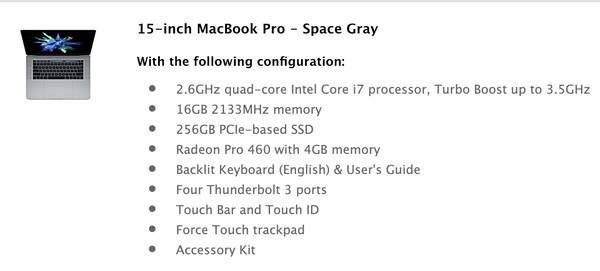 15-inch MacBook Pro - Space Gray
With the following configuration:
2.6GHz quad-core Intel Core i7 processor, Turbo Boost up to 3.5GHz
16GB 2133MHz memory
256GB PCIe-based SSD
Radeon Pro 460 with 4GB memory
Backlit Keyboard (English) & User's Guide
Four Thunderbolt 3 ports
Touch Bar and Touch ID
Force Touch trackpad
Accessory Kit